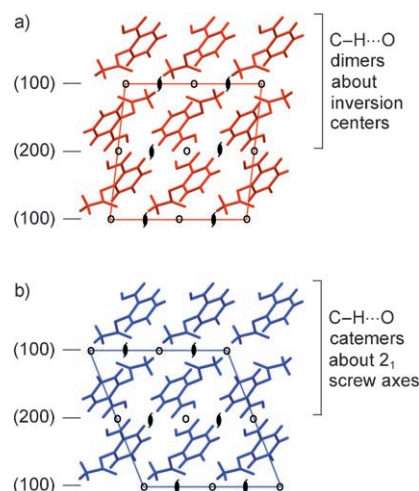 a)
C–H···O
dimers
about
inversion
centers
(100)
(200)
(100)
b)
C–H···O
catemers
about 2₁
screw axes
(100)
(200)
(100)